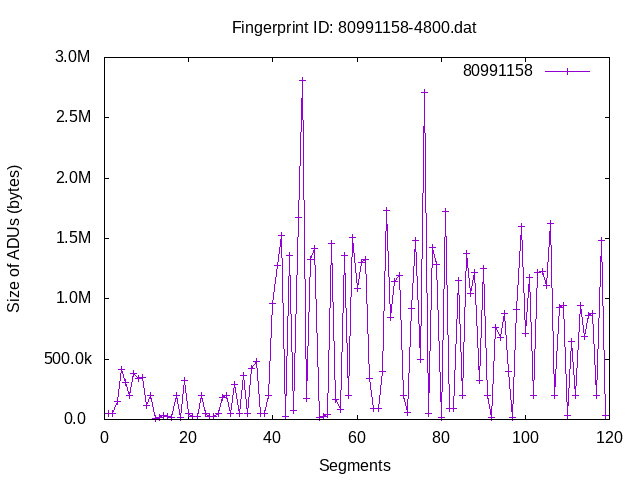 Fingerprint ID: 80991158-4800.dat
3.0M
80991158
2.5M
2.0M
Size of ADUs (bytes)
1.5M
1.0M
500.0k
0.0
0 20 40 60 80 100 120
Segments